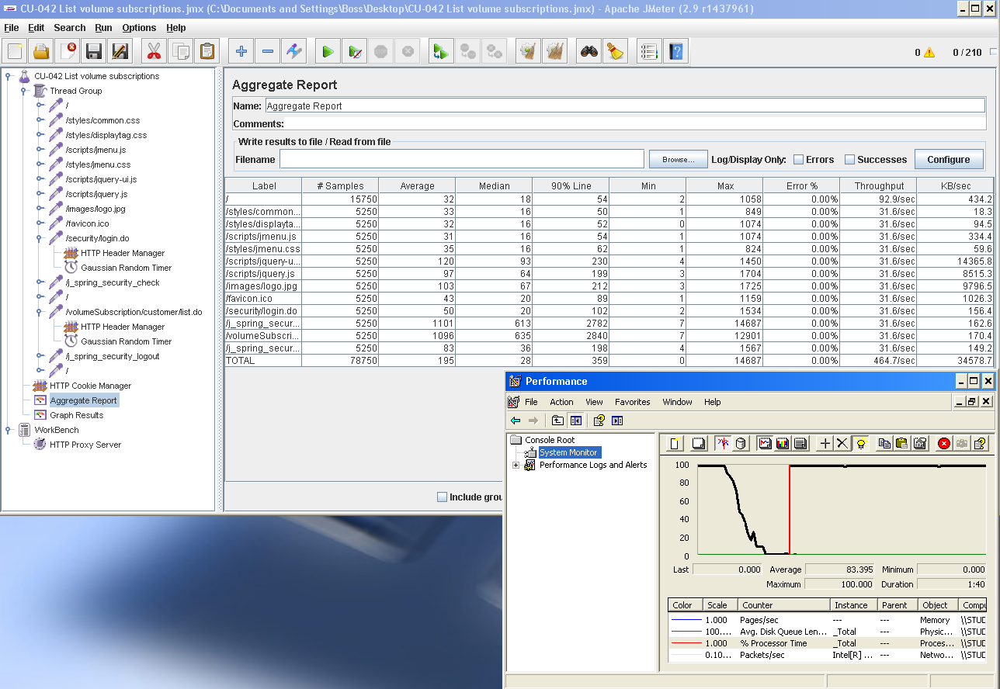 CU-042 List volume subscriptions.jmx (C:\Documents and Settings\Boss\Desktop\CU-042 List volume subscriptions.jmx) - Apache JMeter (2.9 r1437961)
File Edit Search Run Options Help
0 0 / 210
CU-042 List volume subscriptions
Thread Group
/
/styles/common.css
/styles/displaytag.css
/scripts/jmenu.js
/styles/jmenu.css
/scripts/jquery-ui.js
/scripts/jquery.js
/images/logo.jpg
/favicon.ico
/security/login.do
HTTP Header Manager
Gaussian Random Timer
/j_spring_security_check
/
/volumeSubscription/customer/list.do
HTTP Header Manager
Gaussian Random Timer
/j_spring_security_logout
/
HTTP Cookie Manager
Aggregate Report
Graph Results
WorkBench
HTTP Proxy Server
Aggregate Report
Name: Aggregate Report
Comments:
Write results to file / Read from file
Filename Browse... Log/Display Only: Errors Successes Configure
Label # Samples Average Median 90% Line Min Max Error % Throughput KB/sec
/ 15750 32 18 54 2 1058 0.00% 92.9/sec 434.2
/styles/common... 5250 33 16 50 1 849 0.00% 31.6/sec 18.3
/styles/displayta... 5250 32 16 52 0 1074 0.00% 31.6/sec 94.5
/scripts/jmenu.js 5250 31 16 54 1 1074 0.00% 31.6/sec 334.4
/styles/jmenu.css 5250 35 16 62 1 824 0.00% 31.6/sec 59.6
/scripts/jquery-u... 5250 120 93 230 4 1450 0.00% 31.6/sec 14365.8
/scripts/jquery.js 5250 97 64 199 3 1704 0.00% 31.6/sec 8515.3
/images/logo.jpg 5250 103 67 212 3 1725 0.00% 31.6/sec 9796.5
/favicon.ico 5250 43 20 89 1 1159 0.00% 31.6/sec 1026.3
/security/login.do 5250 50 20 102 2 1534 0.00% 31.6/sec 156.4
/j_spring_secur... 5250 1101 613 2782 7 14687 0.00% 31.6/sec 162.6
/volumeSubscri... 5250 1096 635 2840 7 12901 0.00% 31.6/sec 170.4
/j_spring_secur... 5250 83 36 198 4 1567 0.00% 31.6/sec 149.2
TOTAL 78750 195 28 359 0 14687 0.00% 464.7/sec 34578.7
Include grou
Performance
File Action View Favorites Window Help
Console Root
System Monitor
Performance Logs and Alerts
100
80
60
40
20
0
Last 0.000 Average 83.395 Minimum 0.000
Maximum 100.000 Duration 1:40
Color Scale Counter Instance Parent Object Compu
1.000 Pages/sec --- --- Memory \\STUD
100.... Avg. Disk Queue Len... _Total --- Physic... \\STUD
1.000 % Processor Time _Total --- Proces... \\STUD
0.10... Packets/sec Intel[R] ... --- Netwo... \\STUD